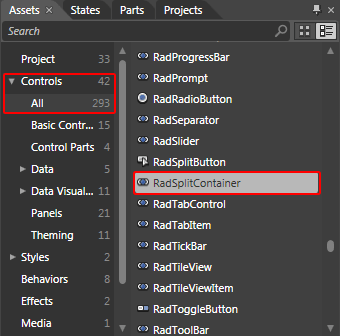 Assets States Parts Projects
Search
Project 33
Controls 42
All 293
Basic Contr... 15
Control Parts 4
Data 5
Data Visual... 11
Panels 21
Theming 11
Styles 2
Behaviors 8
Effects 2
Media 1
RadProgressBar
RadPrompt
RadRadioButton
RadSeparator
RadSlider
RadSplitButton
RadSplitContainer
RadTabControl
RadTabItem
RadTickBar
RadTileView
RadTileViewItem
RadToggleButton
RadToolBar